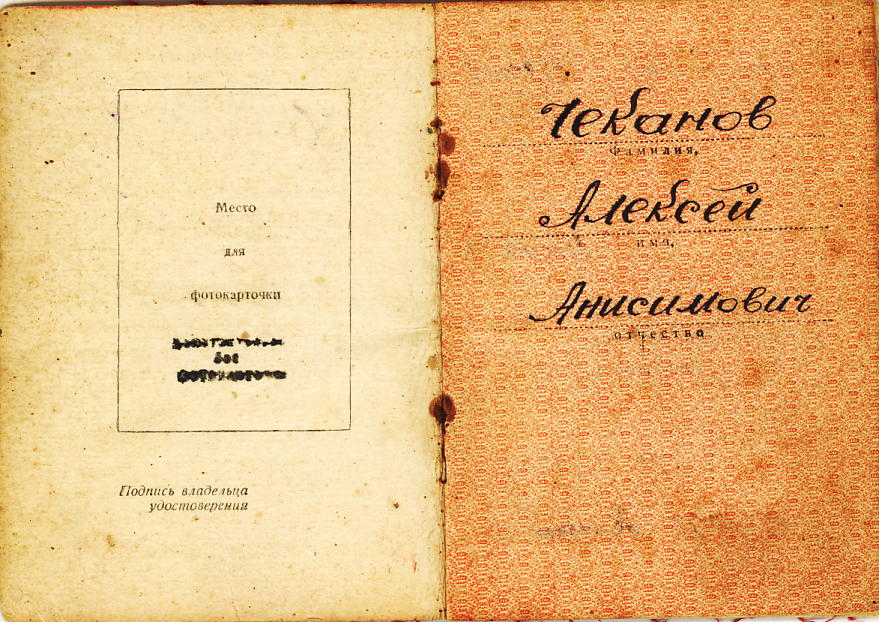 Место
для
фотокарточки
Подпись владельца
удостоверения
Чеканов
Фамилия,
Алексей
имя,
Анисимович
отчество